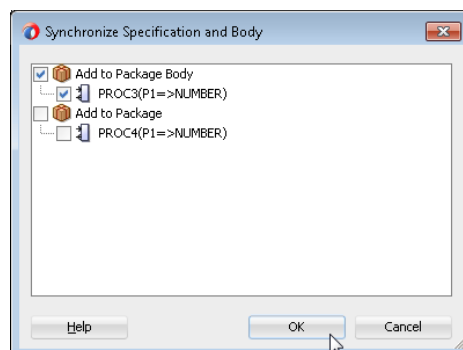 Synchronize Specification and Body
Add to Package Body
PROC3(P1=>NUMBER)
Add to Package
PROC4(P1=>NUMBER)
Help
OK
Cancel